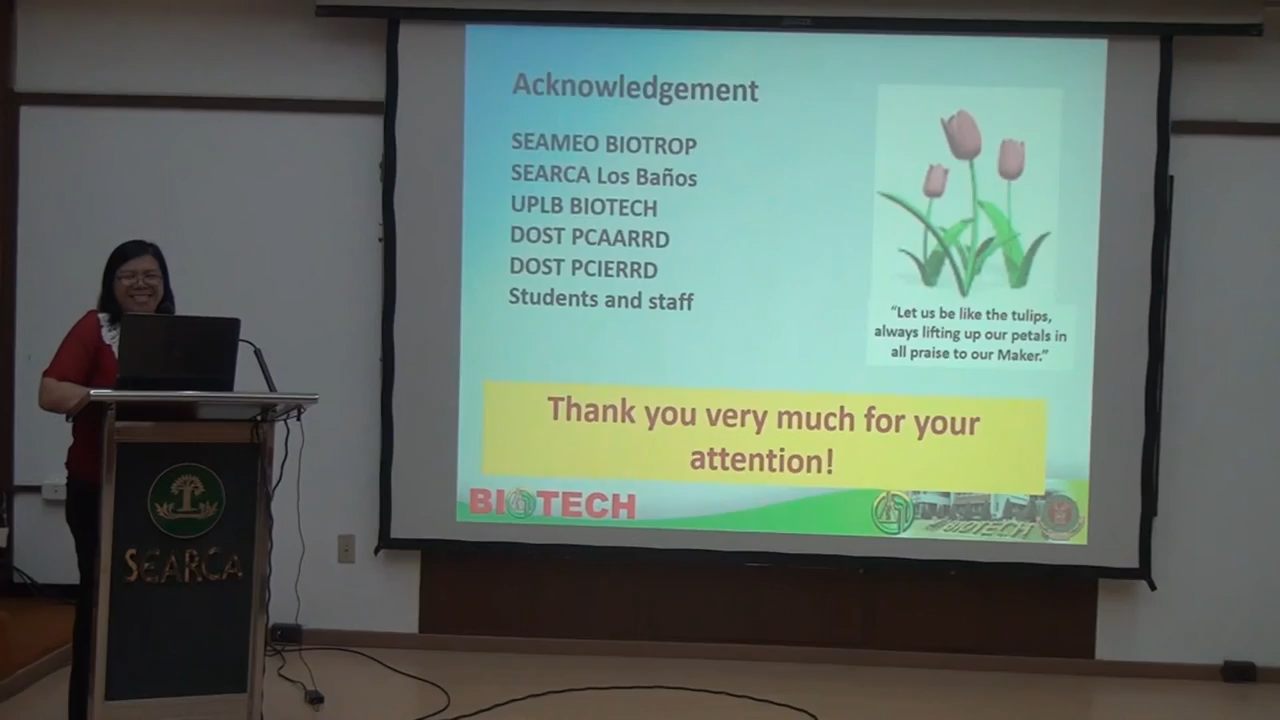 Acknowledgement
SEAMEO BIOTROP
SEARCA Los Baños
UPLB BIOTECH
DOST PCAARRD
DOST PCIERRD
Students and staff
“Let us be like the tulips,
always lifting up our petals in
all praise to our Maker.”
Thank you very much for your
attention!
BIOTECH
BIOTECH
SEARCA